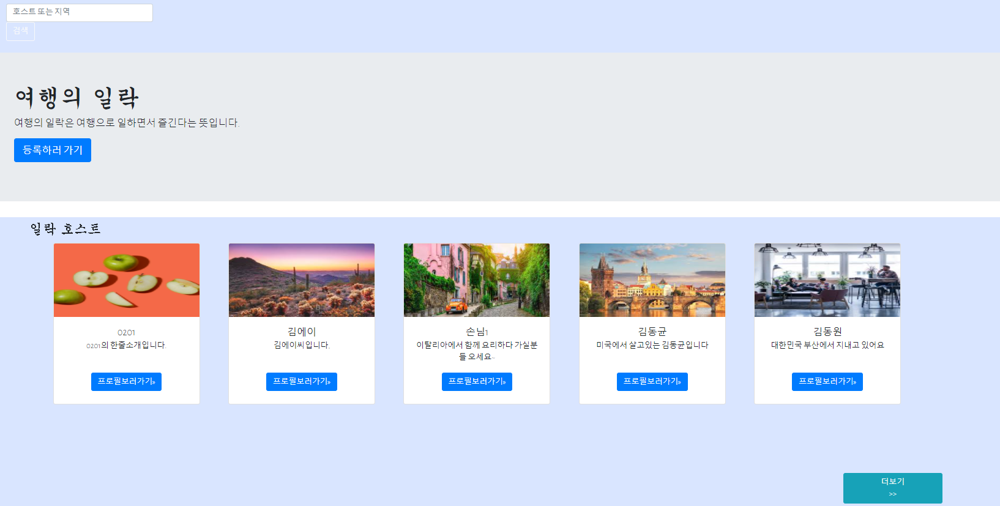 호스트 또는 지역
검색
여행의 일락
여행의 일락은 여행으로 일하면서 즐긴다는 뜻입니다.
등록하러 가기
일락 호스트
0201
0201의 한줄소개입니다.
프로필보러가기»
김에이
김에이씨입니다.
프로필보러가기»
손님1
이탈리아에서 함께 요리하다 가실분
들 오세요~
프로필보러가기»
김동균
미국에서 살고있는 김동균입니다
프로필보러가기»
김동원
대한민국 부산에서 지내고 있어요
프로필보러가기»
더보기
>>